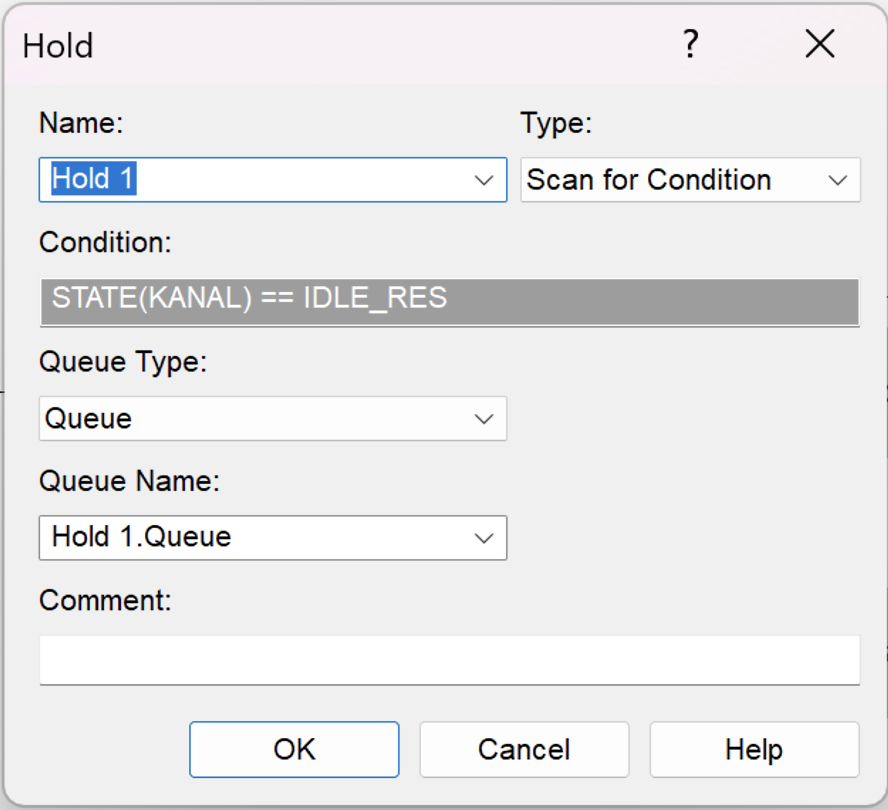 Hold ?
Name: Type:
Hold 1 Scan for Condition
Condition:
STATE(KANAL) == IDLE_RES
Queue Type:
Queue
Queue Name:
Hold 1.Queue
Comment:
OK Cancel Help